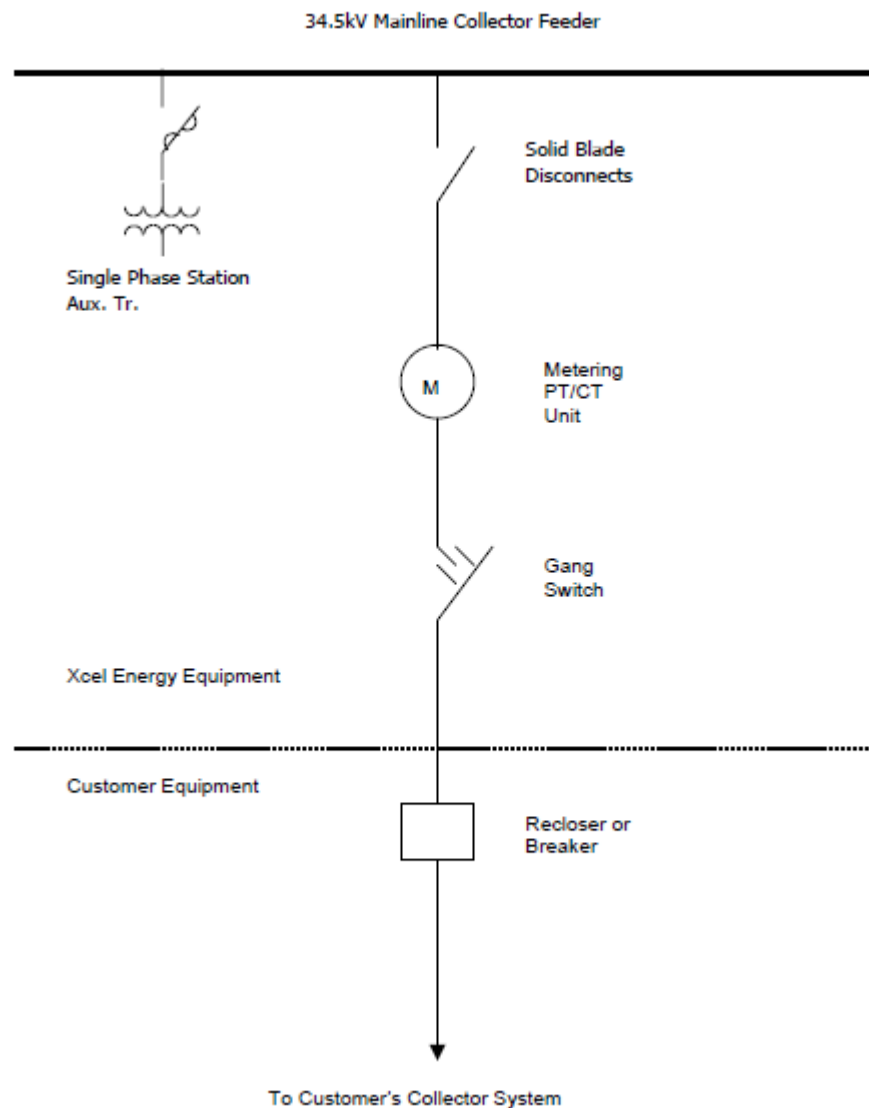 34.5kV Mainline Collector Feeder
Solid Blade
Disconnects
Single Phase Station
Aux. Tr.
Metering
PT/CT
Unit
M
Gang
Switch
Xcel Energy Equipment
Customer Equipment
Recloser or
Breaker
To Customer's Collector System